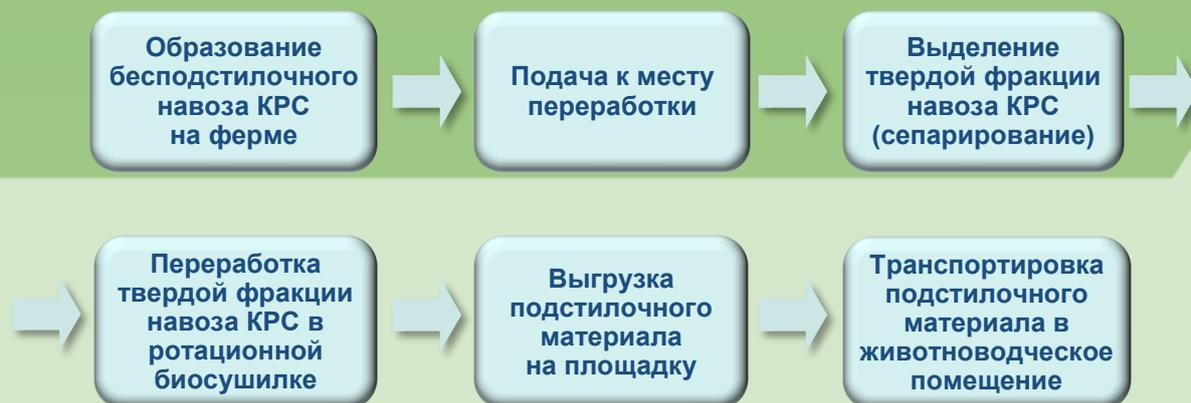 Образование
бесподстилочного
навоза КРС
на ферме
Подача к месту
переработки
Выделение
твердой фракции
навоза КРС
(сепарирование)
Переработка
твердой фракции
навоза КРС в
ротационной
биосушилке
Выгрузка
подстилочного
материала
на площадку
Транспортировка
подстилочного
материала в
животноводческое
помещение